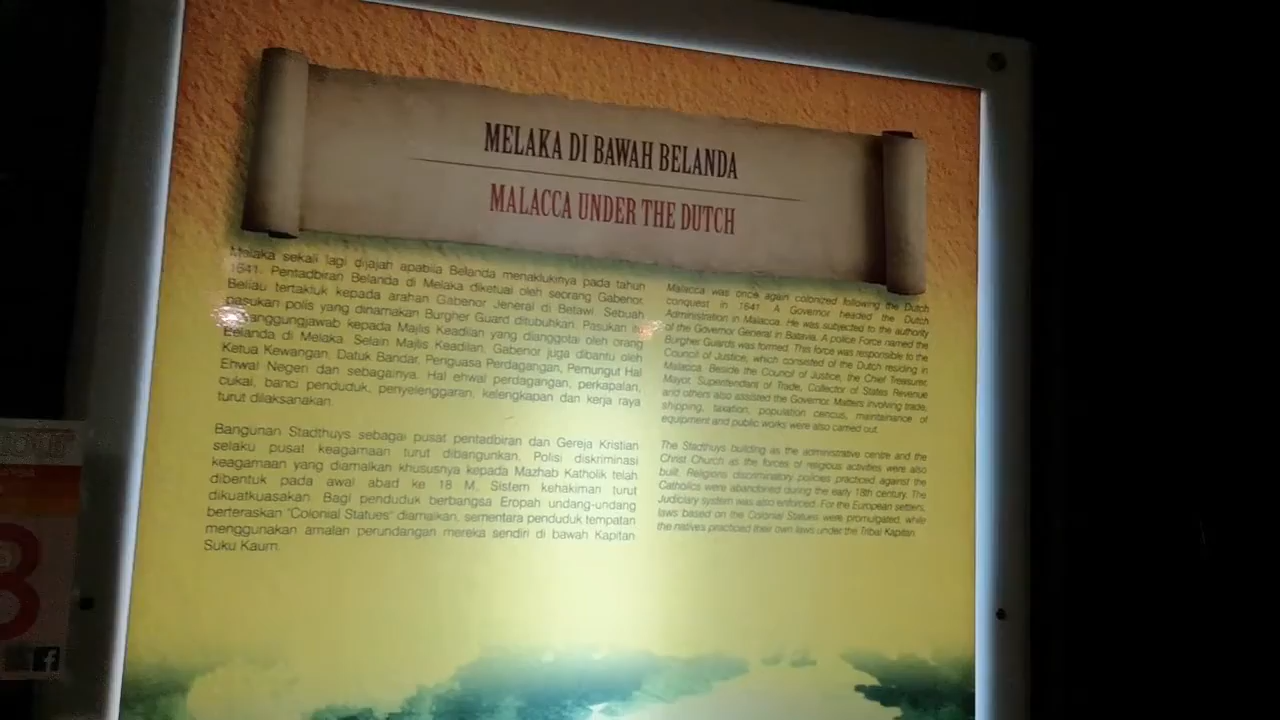 MELAKA DI BAWAH BELANDA
MALACCA UNDER THE DUTCH
Melaka sekali lagi dijajah apabila Belanda menaklukinya pada tahun
1641. Pentadbiran Belanda di Melaka diketuai oleh seorang Gabenor.
Beliau tertakluk kepada arahan Gabenor Jeneral di Betawi. Sebuah
pasukan polis yang dinamakan Burgher Guard ditubuhkan. Pasukan itu
bertanggungjawab kepada Majlis Keadilan yang dianggotai oleh orang
Belanda di Melaka. Selain Majlis Keadilan, Gabenor juga dibantu oleh
Ketua Kewangan, Datuk Bandar, Penguasa Perdagangan, Pemungut Hal
Ehwal Negeri dan sebagainya. Hal ehwal perdagangan, perkapalan,
cukai, banci penduduk, penyelenggaran, kelengkapan dan kerja raya
turut dilaksanakan.
Bangunan Stadthuys sebagai pusat pentadbiran dan Gereja Kristian
selaku pusat keagamaan turut dibangunkan. Polisi diskriminasi
keagamaan yang diamalkan khususnya kepada Mazhab Katholik telah
dibentuk pada awal abad ke 18 M. Sistem kehakiman turut
dikuatkuasakan. Bagi penduduk berbangsa Eropah undang-undang
berteraskan "Colonial Statues" diamalkan, sementara penduduk tempatan
menggunakan amalan perundangan mereka sendiri di bawah Kapitan
Suku Kaum.
Malacca was once again colonized following the Dutch
conquest in 1641. A Governor headed the Dutch
Administration in Malacca. He was subjected to the authority
of the Governor General in Batavia. A police Force named the
Burgher Guards was formed. This force was responsible to the
Council of Justice, which consisted of the Dutch residing in
Malacca. Beside the Council of Justice, the Chief Treasurer,
Mayor, Superintendant of Trade, Collector of States Revenue
and others also assisted the Governor. Matters involving trade,
shipping, taxation, population cencus, maintainance of
equipment and public works were also carried out.
The Stadthuys building as the administrative centre and the
Christ Church as the forces of religious activities were also
built. Religions discriminatory policies practiced against the
Catholics were abandoned during the early 18th century. The
Judiciary system was also enforced. For the European settlers,
laws based on the Colonial Statues were promulgated, while
the natives practiced their own laws under the Tribal Kapitan.